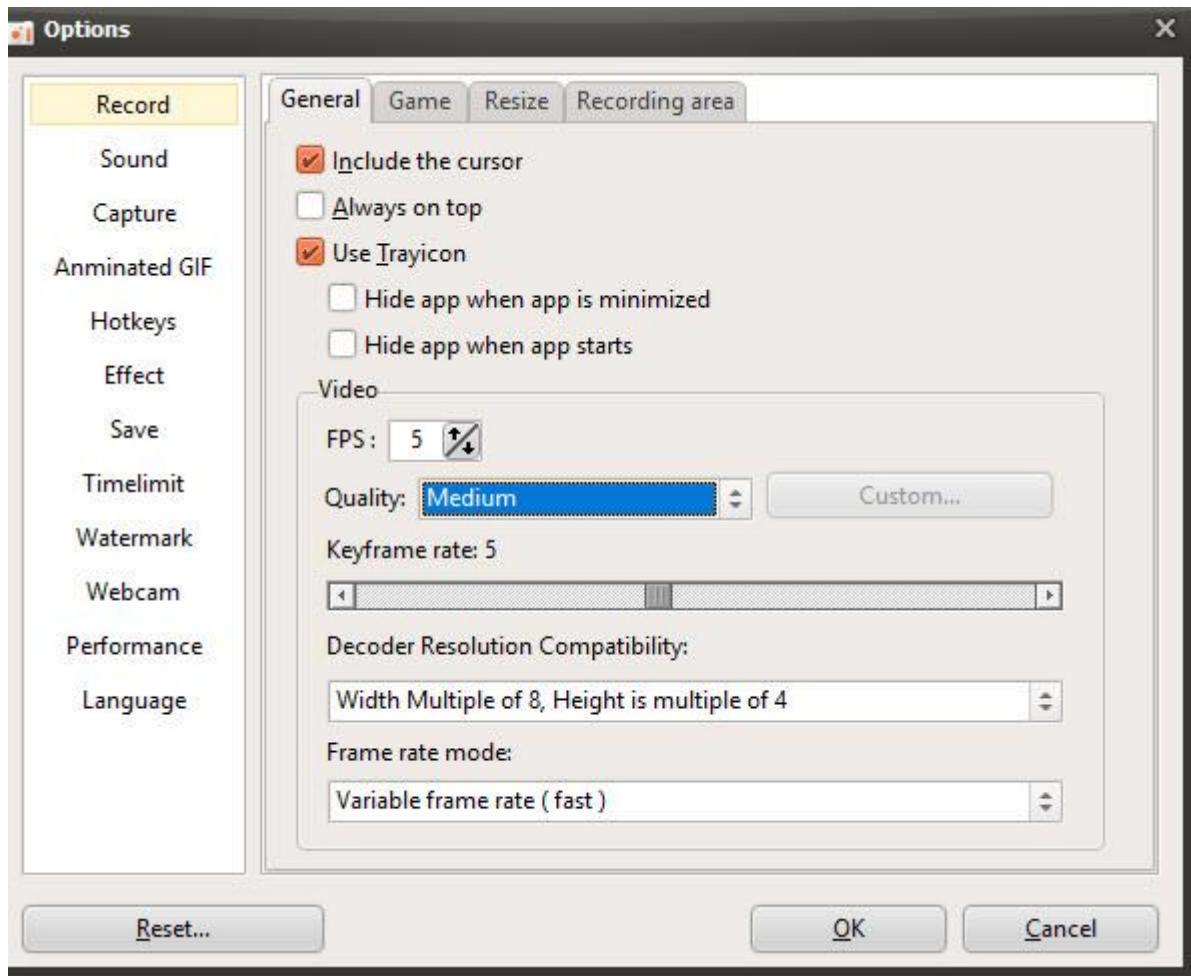 Options
Record
Sound
Capture
Anminated GIF
Hotkeys
Effect
Save
Timelimit
Watermark
Webcam
Performance
Language
General Game Resize Recording area
Include the cursor
Always on top
Use Trayicon
Hide app when app is minimized
Hide app when app starts
Video
FPS : 5
Quality: Medium Custom...
Keyframe rate: 5
Decoder Resolution Compatibility:
Width Multiple of 8, Height is multiple of 4
Frame rate mode:
Variable frame rate ( fast )
Reset... OK Cancel